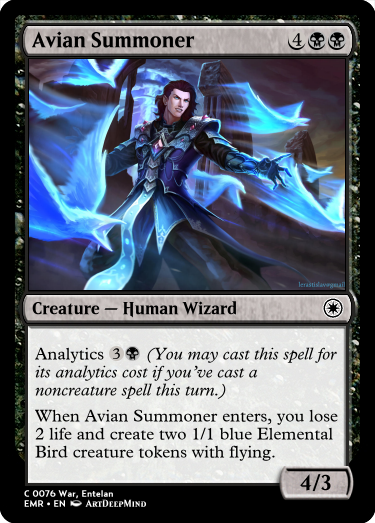 Avian Summoner 4
Creature — Human Wizard
Analytics 3 (You may cast this spell for
its analytics cost if you've cast a
noncreature spell this turn.)
When Avian Summoner enters, you lose
2 life and create two 1/1 blue Elemental
Bird creature tokens with flying.
4/3
C 0076 War, Entelan
EMR • EN ArtDeepMind